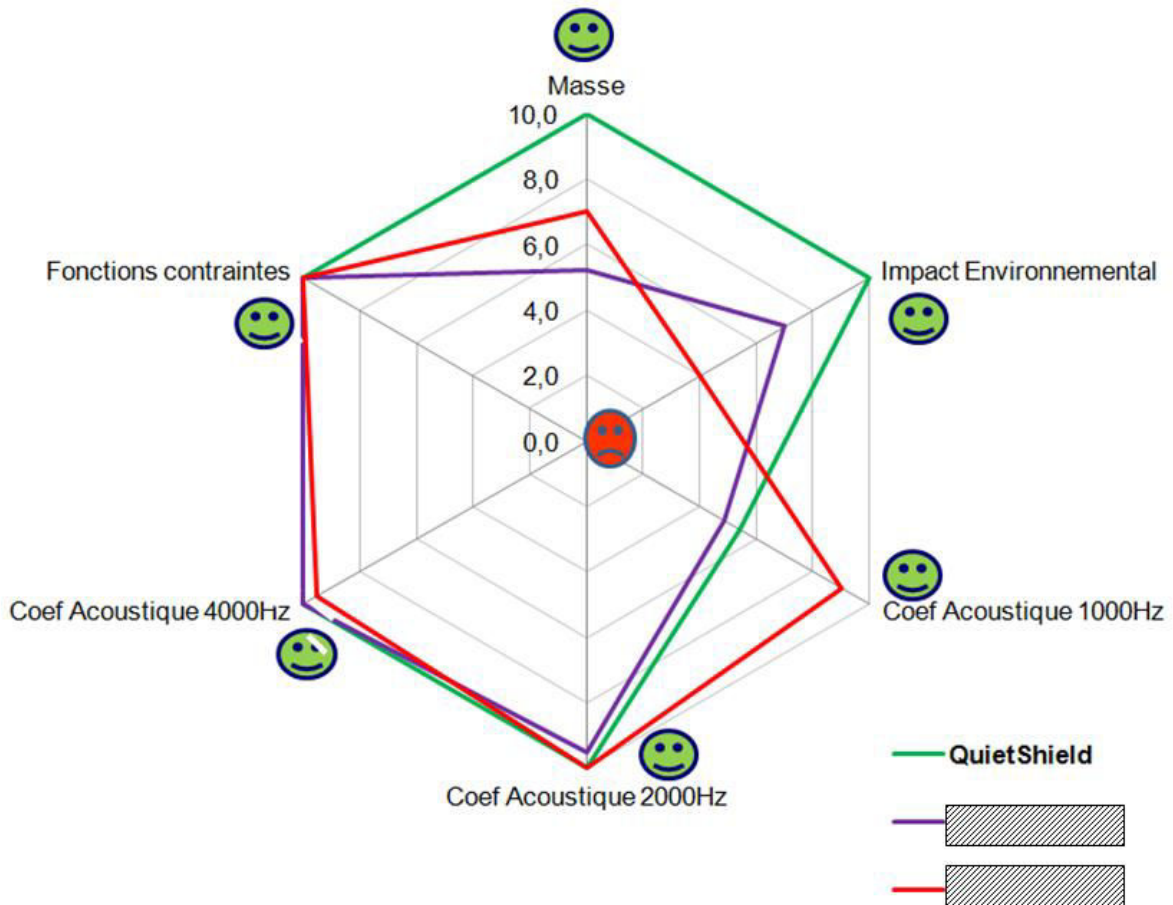 Masse
10,0
8,0
6,0
4,0
2,0
0,0
Fonctions contraintes
Impact Environnemental
Coef Acoustique 4000Hz
Coef Acoustique 1000Hz
Coef Acoustique 2000Hz
QuietShield